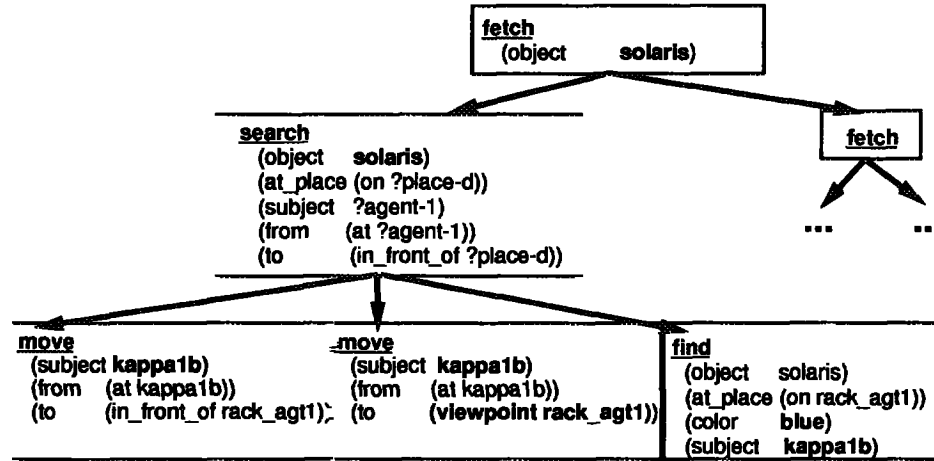 fetch
(object solaris)
search
(object solaris)
(at_place (on ?place-d))
(subject ?agent-1)
(from (at ?agent-1))
(to (in_front_of ?place-d))
fetch
... ..
move
(subject kappa1b)
(from (at kappa1b))
(to (in_front_of rack_agt1)
move
(subject kappa1b)
(from (at kappa1b))
(to (viewpoint rack_agt1))
find
(object solaris)
(at_place (on rack_agt1))
(color blue)
(subject kappa1b)